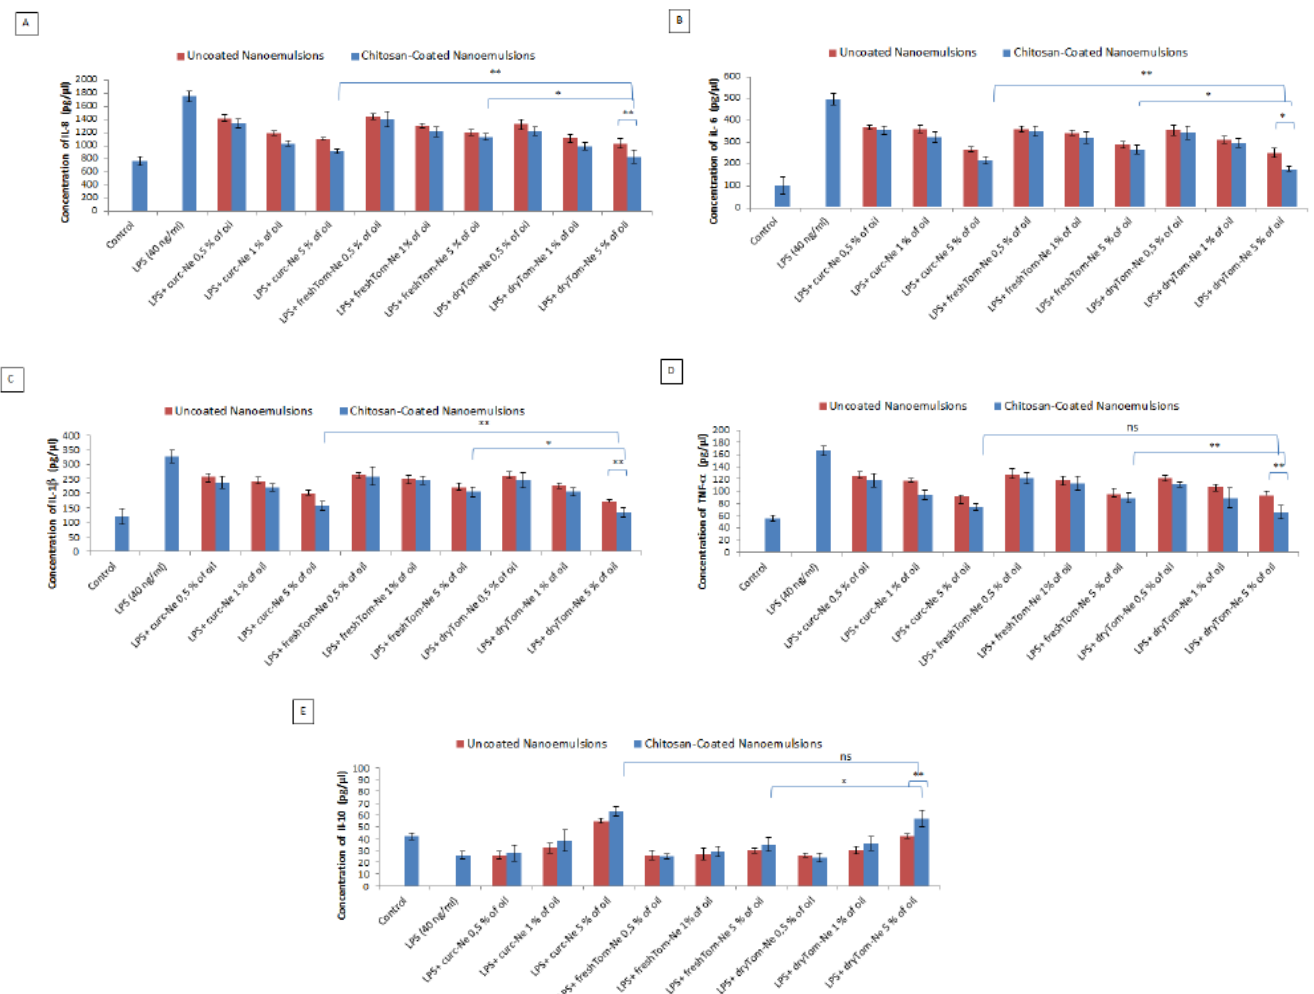 A
Uncoated Nanoemulsions Chitosan-Coated Nanoemulsions
Concentration of IL-8 (pg/µl)
2000
1800
1600
1400
1200
1000
800
600
400
200
0
**
*
**
Control
LPS (40 ng/ml)
LPS+ curc-Ne 0,5 % of oil
LPS+ curc-Ne 1 % of oil
LPS+ curc-Ne 5 % of oil
LPS+ freshTom-Ne 0,5 % of oil
LPS+ freshTom-Ne 1% of oil
LPS+ freshTom-Ne 5 % of oil
LPS+ dryTom-Ne 0,5 % of oil
LPS+ dryTom-Ne 1 % of oil
LPS+ dryTom-Ne 5 % of oil
B
Uncoated Nanoemulsions Chitosan-Coated Nanoemulsions
Concentration of iL- 6 (pg/µl)
600
500
400
300
200
100
0
**
*
*
Control
LPS (40 ng/ml)
LPS+ curc-Ne 0,5 % of oil
LPS+ curc-Ne 1 % of oil
LPS+ curc-Ne 5 % of oil
LPS+ freshTom-Ne 0,5 % of oil
LPS+ freshTom-Ne 1% of oil
LPS+ freshTom-Ne 5 % of oil
LPS+ dryTom-Ne 0,5 % of oil
LPS+ dryTom-Ne 1 % of oil
LPS+ dryTom-Ne 5 % of oil
C
Uncoated Nanoemulsions Chitosan-Coated Nanoemulsions
Concentration of IL-1β (pg/µl)
400
350
300
250
200
150
100
50
0
**
*
**
Control
LPS (40 ng/ml)
LPS+ curc-Ne 0,5 % of oil
LPS+ curc-Ne 1 % of oil
LPS+ curc-Ne 5 % of oil
LPS+ freshTom-Ne 0,5 % of oil
LPS+ freshTom-Ne 1% of oil
LPS+ freshTom-Ne 5 % of oil
LPS+ dryTom-Ne 0,5 % of oil
LPS+ dryTom-Ne 1 % of oil
LPS+ dryTom-Ne 5 % of oil
D
Uncoated Nanoemulsions Chitosan-Coated Nanoemulsions
Concentration of TNF-α (pg/µl)
200
180
160
140
120
100
80
60
40
20
0
ns
**
**
Control
LPS (40 ng/ml)
LPS+ curc-Ne 0,5 % of oil
LPS+ curc-Ne 1 % of oil
LPS+ curc-Ne 5 % of oil
LPS+ freshTom-Ne 0,5 % of oil
LPS+ freshTom-Ne 1% of oil
LPS+ freshTom-Ne 5 % of oil
LPS+ dryTom-Ne 0,5 % of oil
LPS+ dryTom-Ne 1 % of oil
LPS+ dryTom-Ne 5 % of oil
E
Uncoated Nanoemulsions Chitosan-Coated Nanoemulsions
Concentration of Il-10 (pg/µl)
100
90
80
70
60
50
40
30
20
10
0
ns
*
**
Control
LPS (40 ng/ml)
LPS+ curc-Ne 0,5 % of oil
LPS+ curc-Ne 1 % of oil
LPS+ curc-Ne 5 % of oil
PS+ freshTom-Ne 0,5 % of oil
LPS+ freshTom-Ne 1% of oil
LPS+ freshTom-Ne 5 % of oil
LPS+ dryTom-Ne 0,5 % of oil
LPS+ dryTom-Ne 1 % of oil
LPS+ dryTom-Ne 5 % of oil